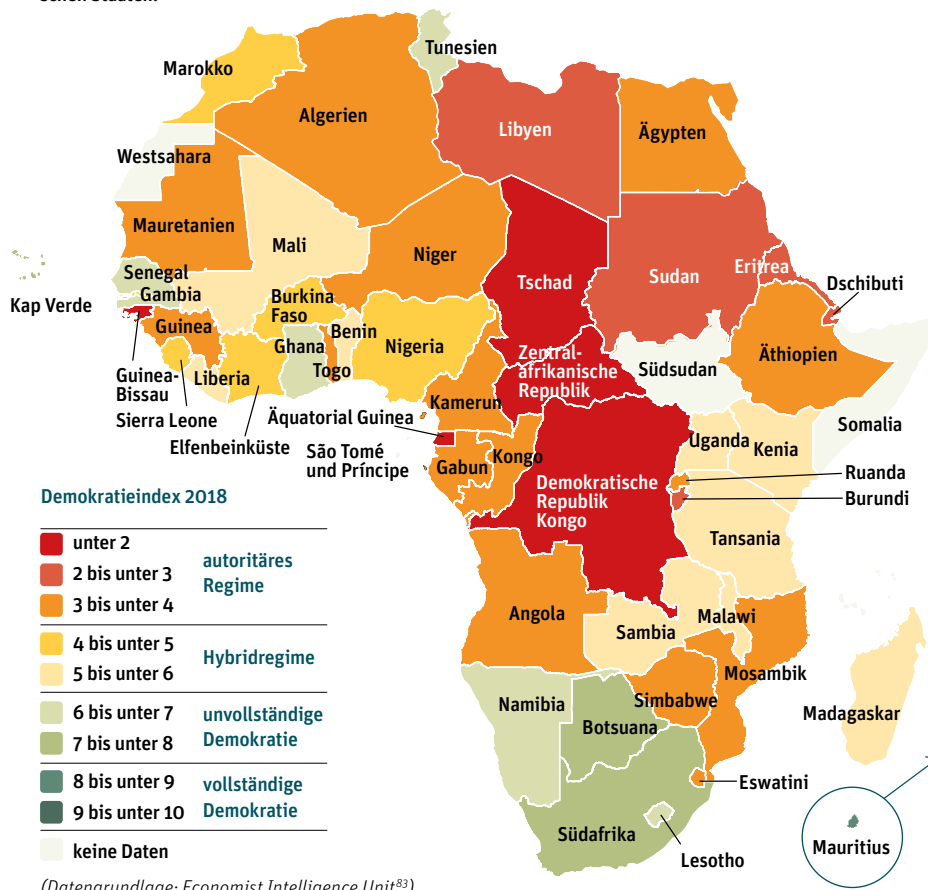 Tunesien
Marokko
Algerien
Libyen
Ägypten
Westsahara
Mauretanien
Mali
Niger
Tschad
Sudan
Eritrea
Dschibuti
Kap Verde
Senegal
Gambia
Guinea
Burkina
Faso
Benin
Ghana
Togo
Nigeria
Zentral-
afrikanische
Republik
Südsudan
Äthiopien
Guinea-
Bissau
Liberia
Sierra Leone
Elfenbeinküste
Kamerun
Äquatorial Guinea
São Tomé
und Príncipe
Gabun
Kongo
Demokratische
Republik
Kongo
Uganda
Kenia
Somalia
Ruanda
Burundi
Tansania
Angola
Sambia
Malawi
Mosambik
Namibia
Botsuana
Simbabwe
Madagaskar
Eswatini
Südafrika
Lesotho
Mauritius
Demokratieindex 2018
unter 2
2 bis unter 3
3 bis unter 4
autoritäres
Regime
4 bis unter 5
5 bis unter 6
Hybridregime
6 bis unter 7
7 bis unter 8
unvollständige
Demokratie
8 bis unter 9
9 bis unter 10
vollständige
Demokratie
keine Daten
(Datengrundlage: Economist Intelligence Unit⁸³)